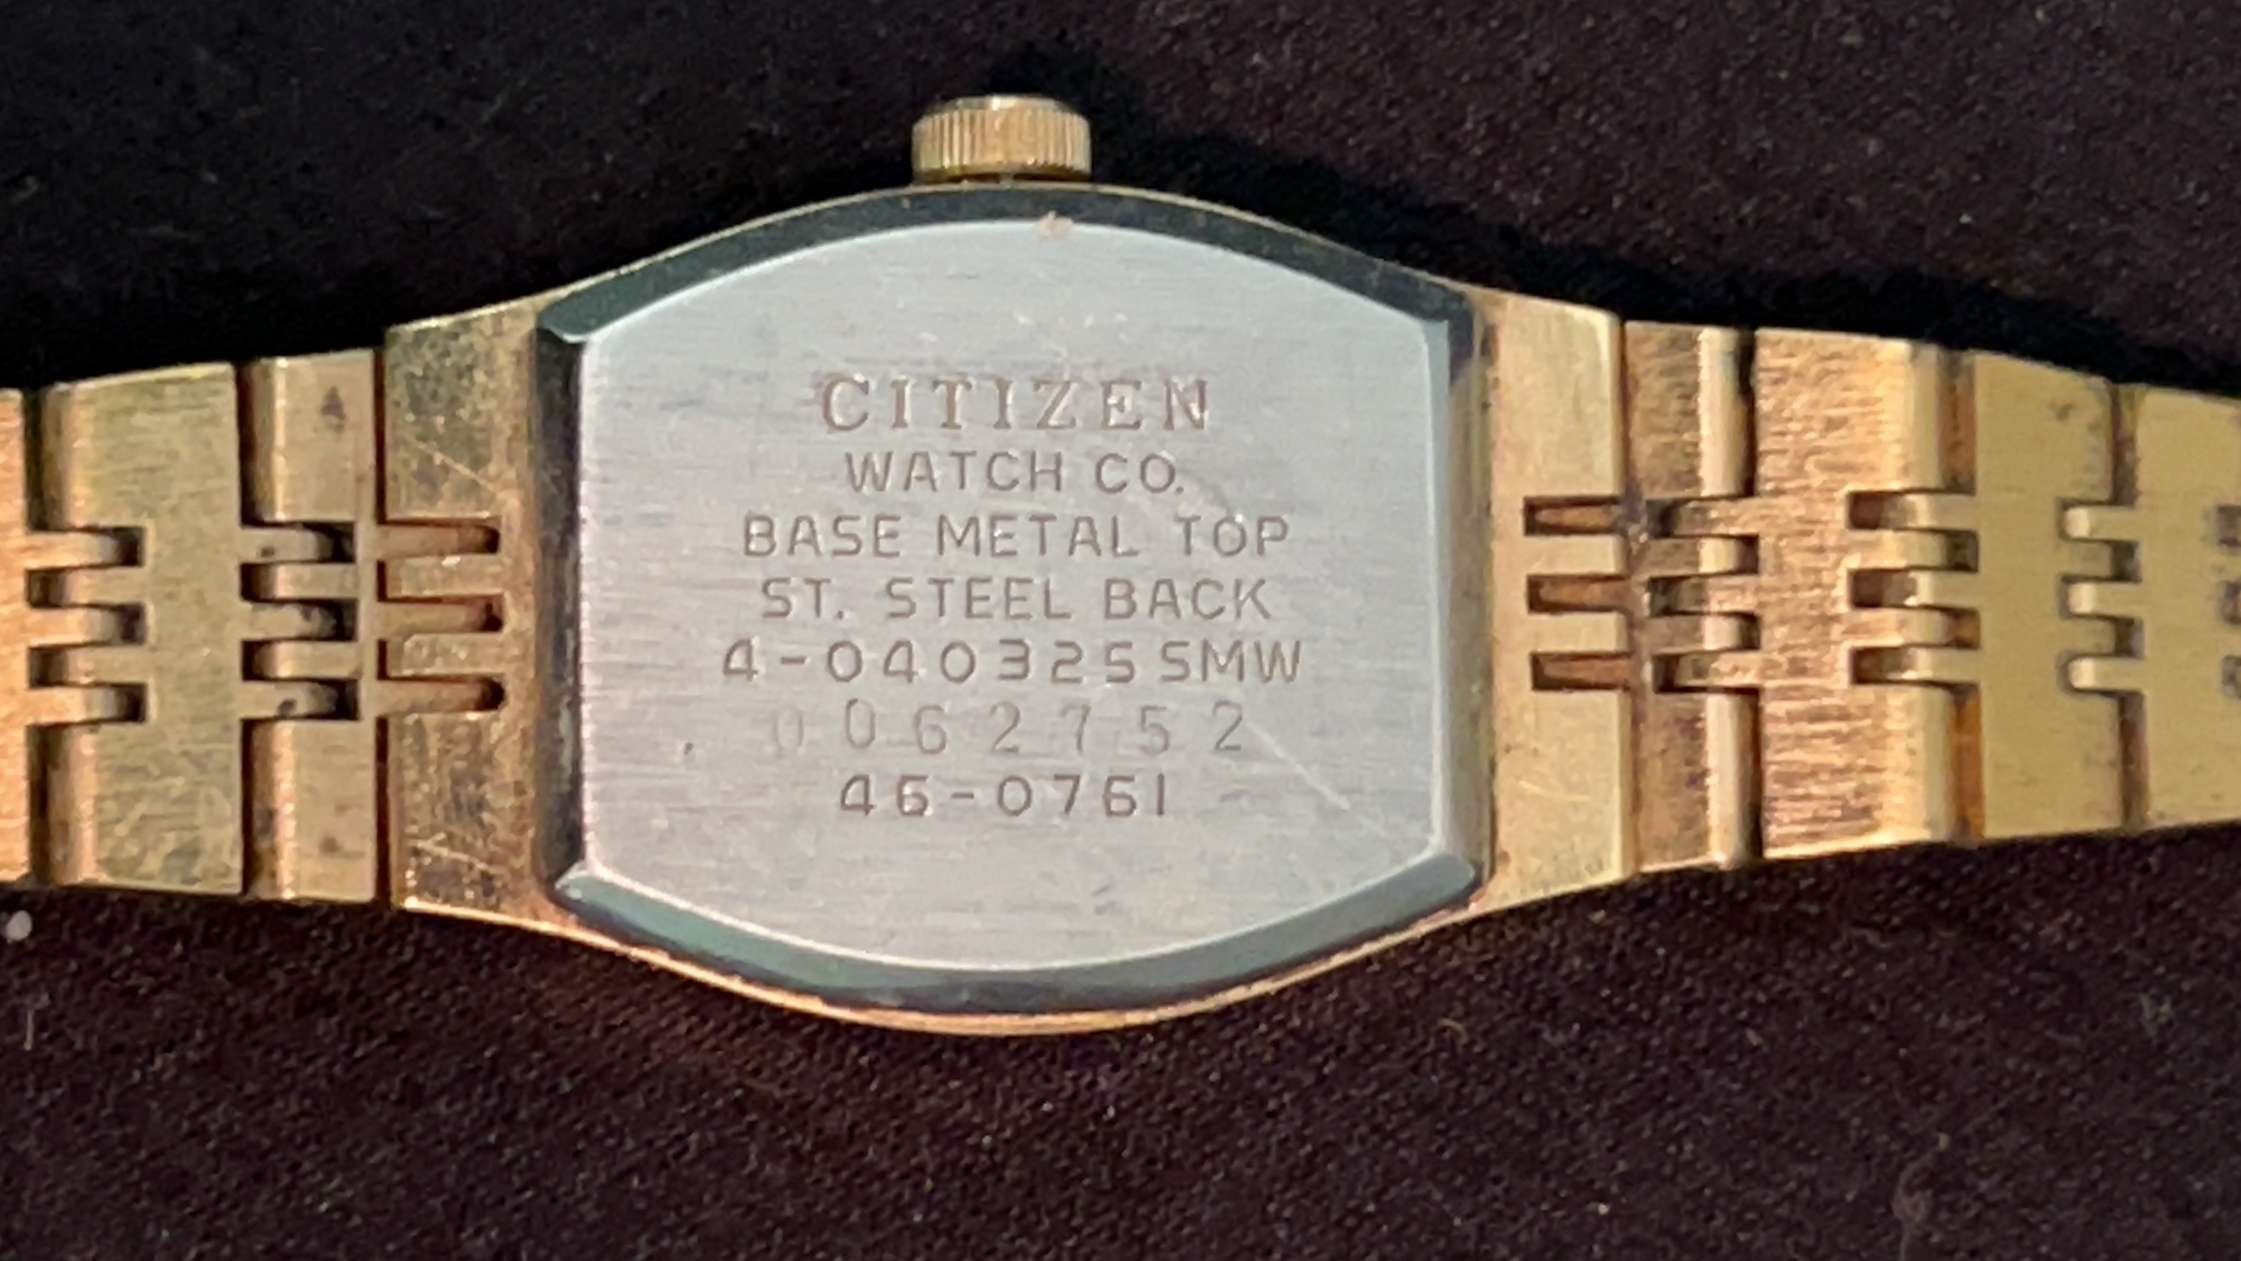 CITIZEN
WATCH CO.
BASE METAL TOP
ST. STEEL BACK
4-040325 SMW
0062752
46-0761